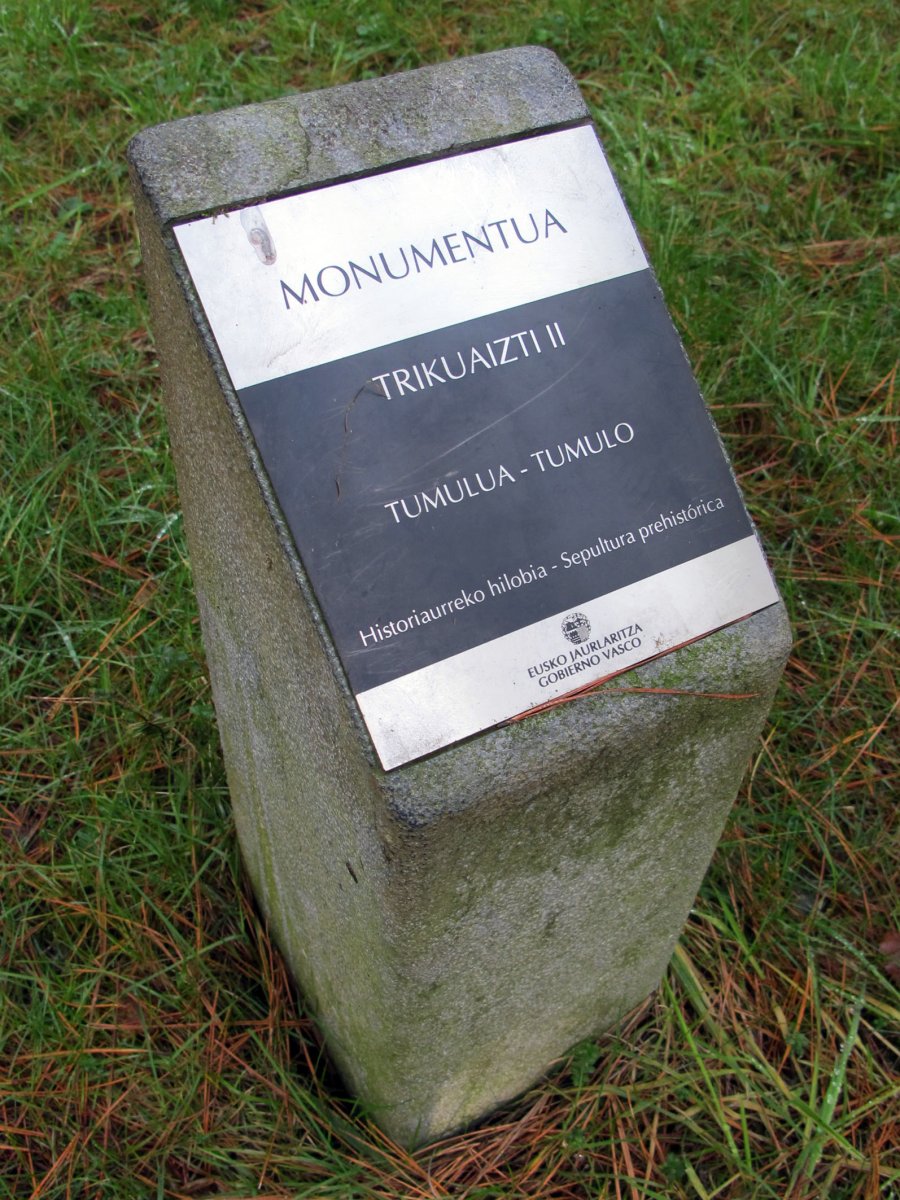 MONUMENTUA
TRIKUAIZTI II
TUMULUA - TUMULO
Historiaurreko hilobia - Sepultura prehistórica
EUSKO JAURLARITZA
GOBIERNO VASCO